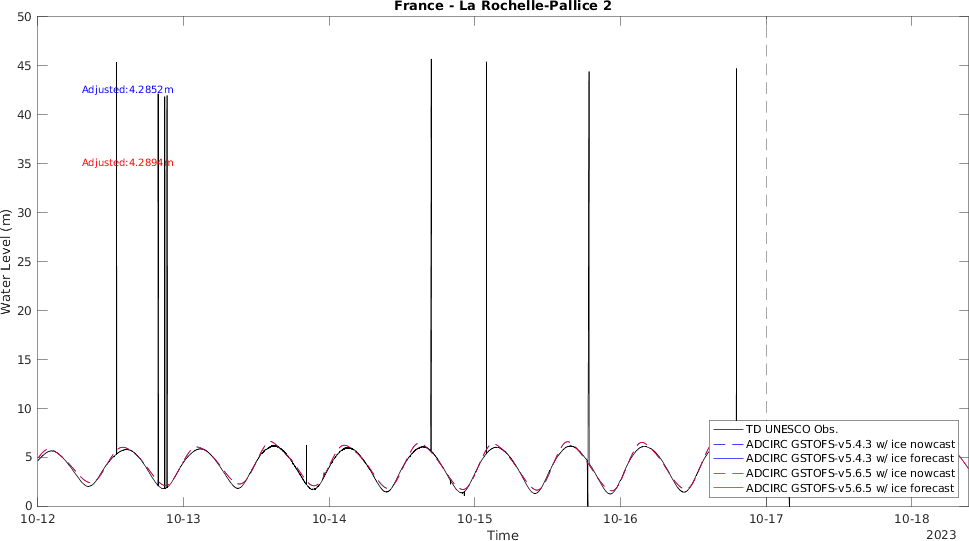 France - La Rochelle-Pallice 2
50
45
40
35
30
25
20
15
10
5
0
Water Level (m)
Adjusted:4.2852m
Adjusted:4.2894m
TD UNESCO Obs.
ADCIRC GSTOFS-v5.4.3 w/ ice nowcast
ADCIRC GSTOFS-v5.4.3 w/ ice forecast
ADCIRC GSTOFS-v5.6.5 w/ ice nowcast
ADCIRC GSTOFS-v5.6.5 w/ ice forecast
10-12 10-13 10-14 10-15 10-16 10-17 10-18
Time
2023